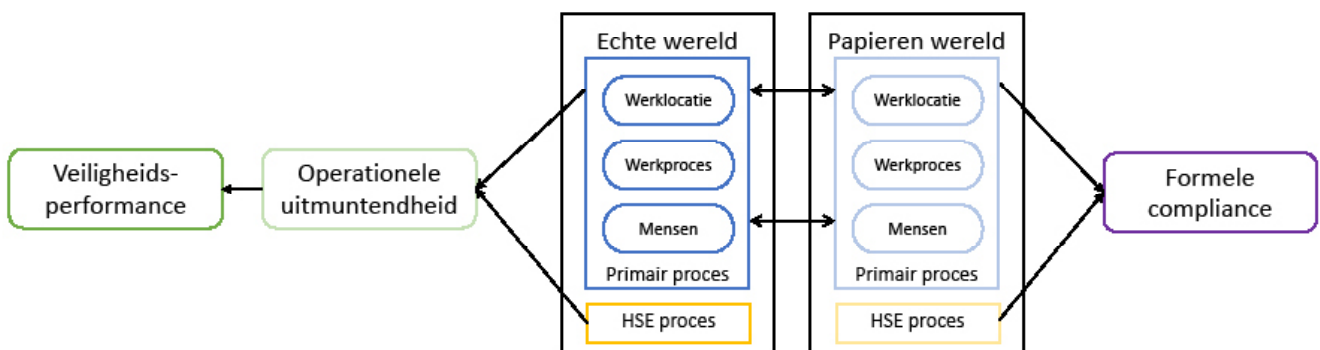 Veiligheids-
performance
Operationele
uitmuntendheid
Echte wereld
Werklocatie
Werkproces
Mensen
Primair proces
HSE proces
Papieren wereld
Werklocatie
Werkproces
Mensen
Primair proces
HSE proces
Formele
compliance